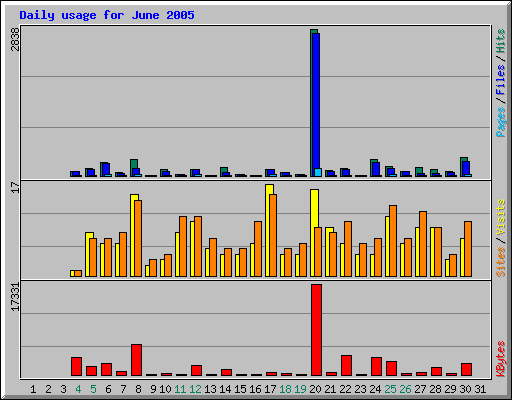 Daily usage for June 2005
2838
Pages / Files / Hits
17
Sites / Visits
17331
KBytes
1 2 3 4 5 6 7 8 9 10 11 12 13 14 15 16 17 18 19 20 21 22 23 24 25 26 27 28 29 30 31